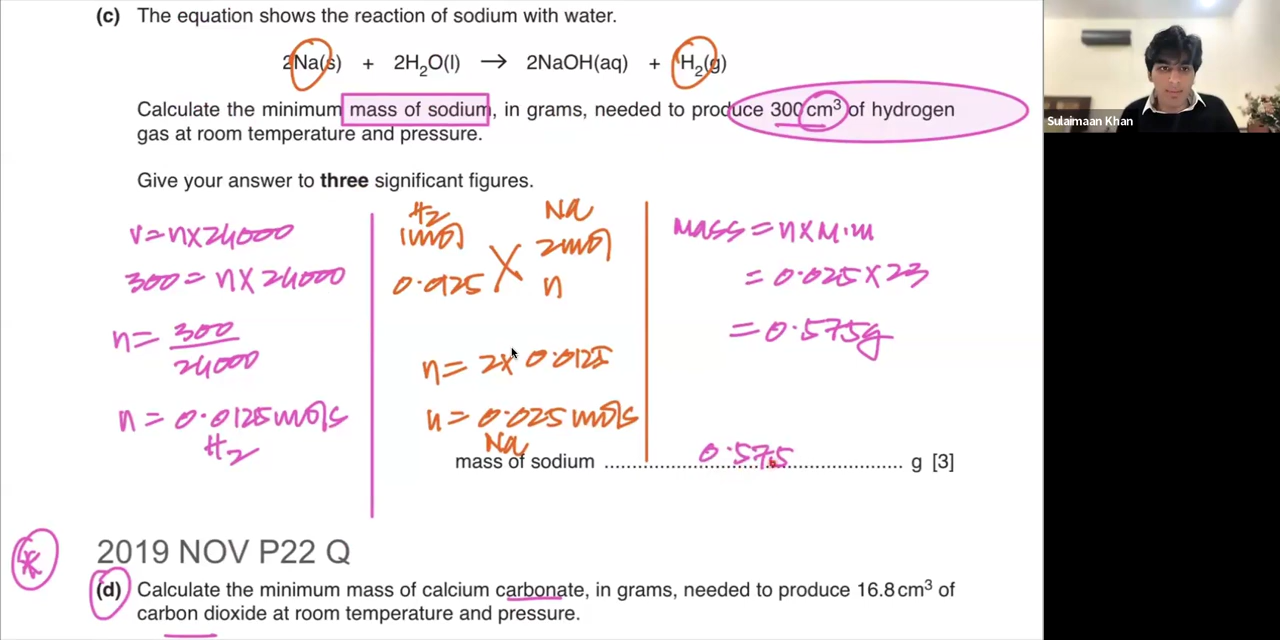 (c) The equation shows the reaction of sodium with water.
2Na(s) + 2H₂O(l) → 2NaOH(aq) + H₂(g)
Calculate the minimum mass of sodium, in grams, needed to produce 300 cm³ of hydrogen
gas at room temperature and pressure.
Sulaimaan Khan
Give your answer to three significant figures.
v=n×24000
300=n×24000
n= 300
24000
n = 0.0125 mols
H₂
H₂ Na
1mol 2mol
0.0125 n
n= 2× 0.0125
n= 0.025 mols
Na
Mass = n×M.m
= 0.025×23
= 0.575g
mass of sodium ........ 0.575 ........ g [3]
2019 NOV P22 Q
(d) Calculate the minimum mass of calcium carbonate, in grams, needed to produce 16.8 cm³ of
carbon dioxide at room temperature and pressure.